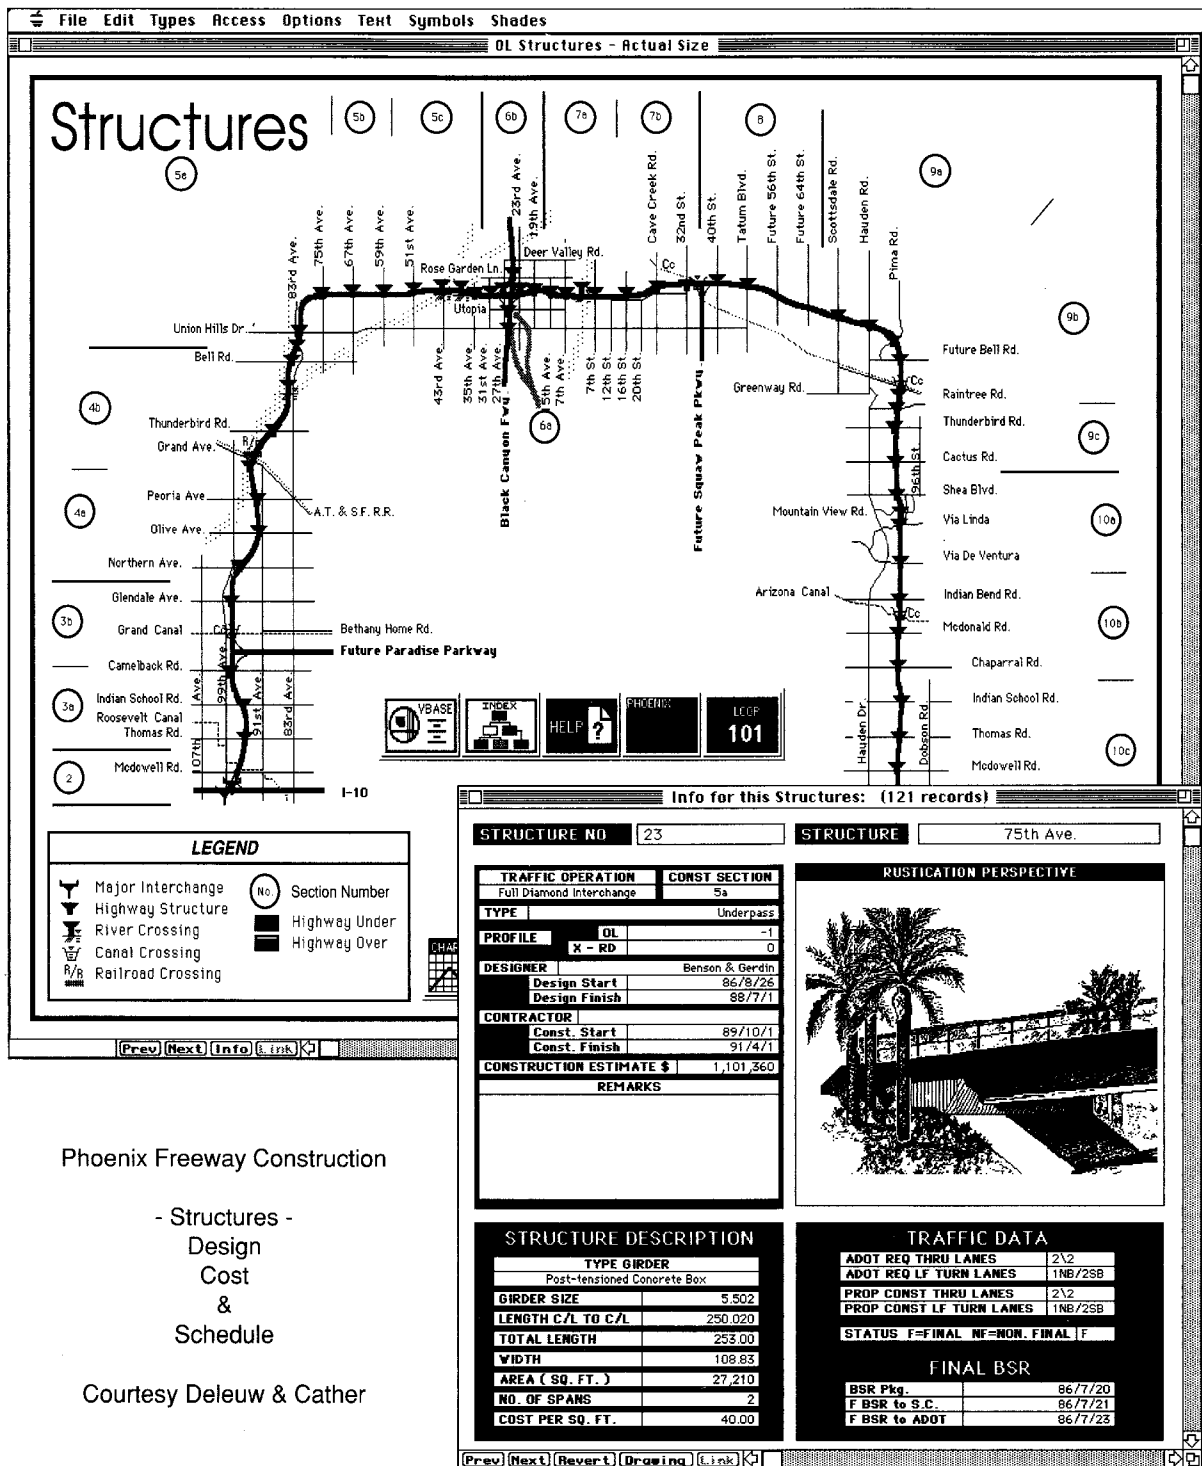 File Edit Types Access Options Text Symbols Shades
OL Structures - Actual Size
Structures
5a
5b
5c
6b
7a
7b
8
9a
83rd Ave.
75th Ave.
67th Ave.
59th Ave.
51st Ave.
23rd Ave.
19th Ave.
Cave Creek Rd.
32nd St.
40th St.
Tatum Blvd.
Future 56th St.
Future 64th St.
Scottsdale Rd.
Hauden Rd.
Pima Rd.
Deer Valley Rd.
Rose Garden Ln.
Cc
Utopia
Union Hills Dr.
Bell Rd.
43rd Ave.
35th Ave.
31st Ave.
27th Ave.
Black Canyon Fwy.
5th Ave.
7th Ave.
7th St.
12th St.
16th St.
20th St.
6a
Future Squaw Peak Pkwy.
Greenway Rd.
9b
Future Bell Rd.
Cc
Raintree Rd.
4b
Thunderbird Rd.
Grand Ave.
R/R
Thunderbird Rd.
9c
Cactus Rd.
96th St
4a
Peoria Ave
A.T. & S.F. R.R.
Shea Blvd.
Olive Ave.
Mountain View Rd.
Via Linda
10a
Northern Ave.
Via De Ventura
Glendale Ave.
Arizona Canal
Indian Bend Rd.
Cc
3b
Grand Canal
Cc
Bethany Home Rd.
Mcdonald Rd.
10b
Future Paradise Parkway
Camelback Rd.
Chaparral Rd.
3a
Indian School Rd.
Roosevelt Canal
Thomas Rd.
107th Ave.
99th Ave.
91st Ave.
83rd Ave.
VBASE
INDEX
HELP ?
PHOENIX
LOOP
101
Hauden Dr.
Dobson Rd.
Indian School Rd.
Thomas Rd.
10c
2
Mcdowell Rd.
Mcdowell Rd.
I-10
LEGEND
Major Interchange
Highway Structure
River Crossing
Canal Crossing
R/R Railroad Crossing
No. Section Number
Highway Under
Highway Over
CHAR
Prev Next Info Link
Info for this Structures: (121 records)
STRUCTURE NO 23
STRUCTURE 75th Ave.
TRAFFIC OPERATION CONST SECTION
Full Diamond Interchange 5a
TYPE Underpass
PROFILE OL -1
X - RD 0
DESIGNER Benson & Gerdin
Design Start 86/8/26
Design Finish 88/7/1
CONTRACTOR
Const. Start 89/10/1
Const. Finish 91/4/1
CONSTRUCTION ESTIMATE $ 1,101,360
REMARKS
RUSTICATION PERSPECTIVE
STRUCTURE DESCRIPTION
TYPE GIRDER
Post-tensioned Concrete Box
GIRDER SIZE 5.502
LENGTH C/L TO C/L 250.020
TOTAL LENGTH 253.00
WIDTH 108.83
AREA ( SQ. FT. ) 27,210
NO. OF SPANS 2
COST PER SQ. FT. 40.00
TRAFFIC DATA
ADOT REQ THRU LANES 2\2
ADOT REQ LF TURN LANES 1NB/2SB
PROP CONST THRU LANES 2\2
PROP CONST LF TURN LANES 1NB/2SB
STATUS F=FINAL NF=NON. FINAL F
FINAL BSR
BSR Pkg. 86/7/20
F BSR to S.C. 86/7/21
F BSR to ADOT 86/7/23
Prev Next Revert Drawing Link
Phoenix Freeway Construction
- Structures -
Design
Cost
&
Schedule
Courtesy Deleuw & Cather